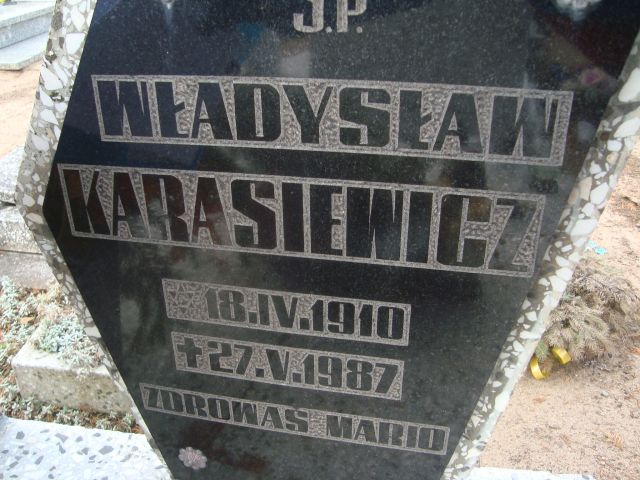 Ś.P.
WŁADYSŁAW
KARASIEWICZ
* 18.IV.1910
✝ 27.V.1987
ZDROWAŚ MARIO